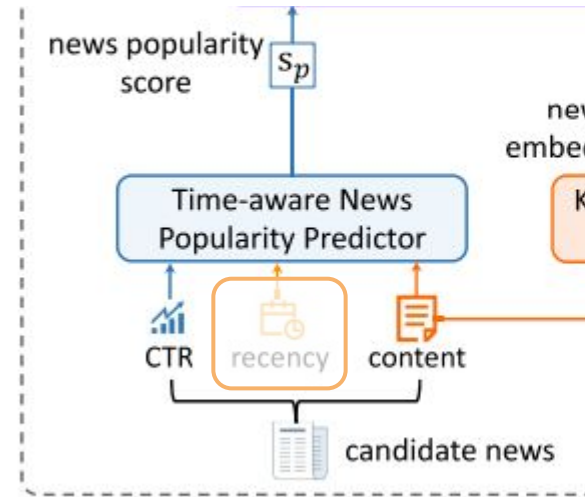 news popularity
score
Sp
Time-aware News
Popularity Predictor
CTR
recency
content
candidate news